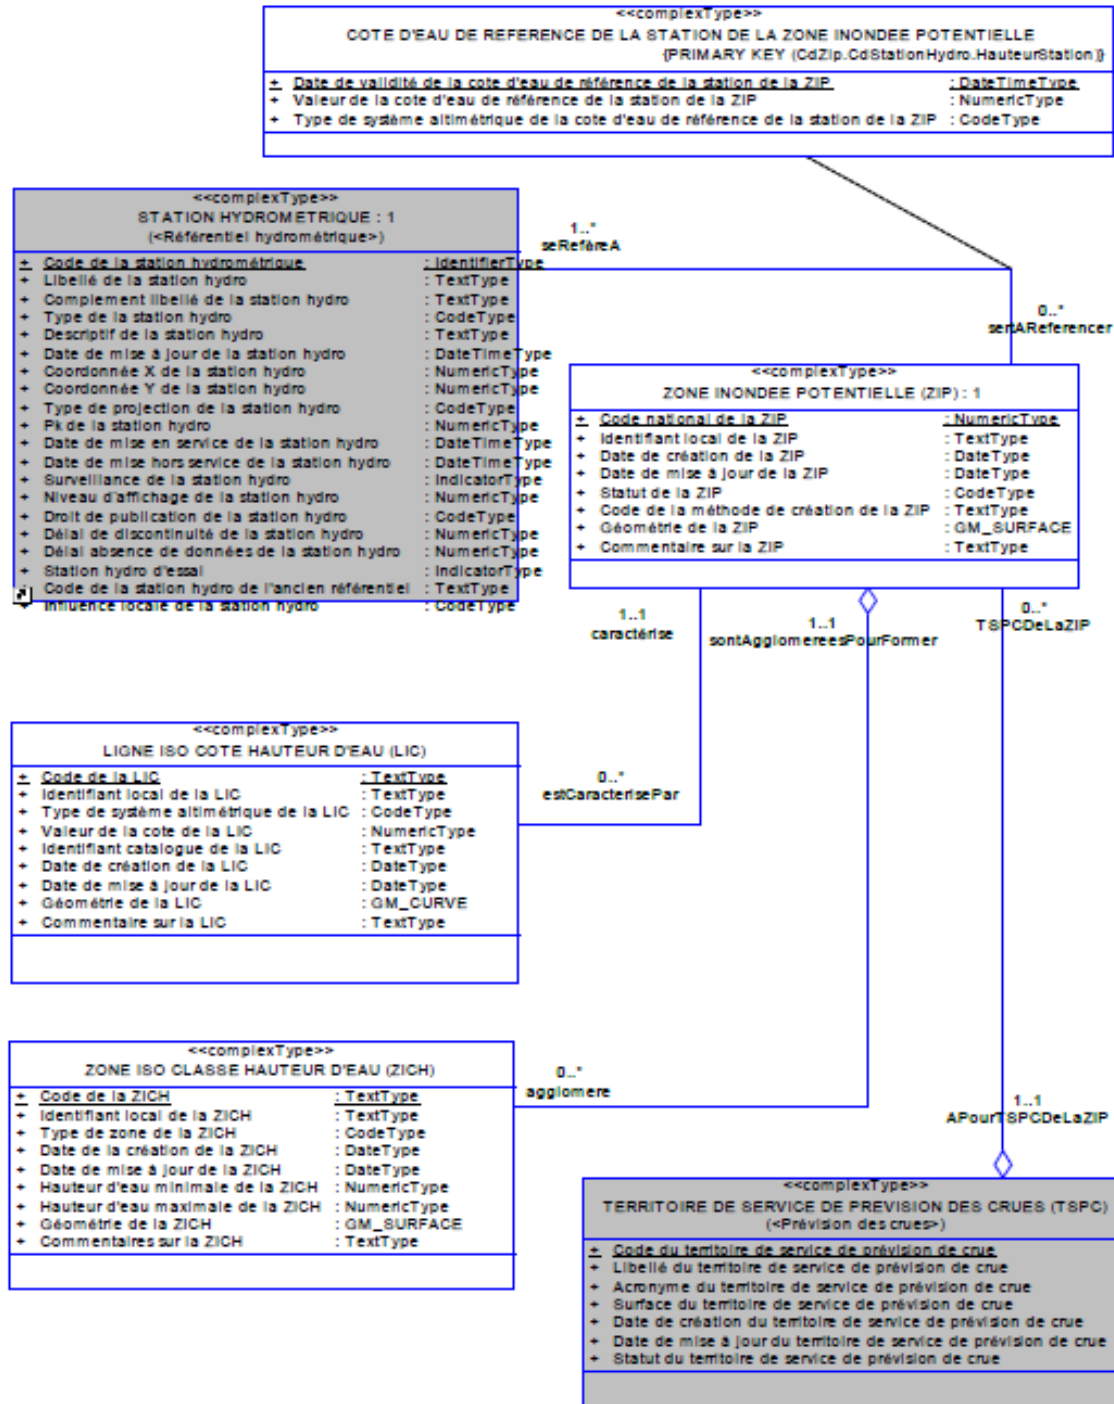 <<complexType>>
COTE D'EAU DE REFERENCE DE LA STATION DE LA ZONE INONDEE POTENTIELLE
{PRIMARY KEY (CdZip.CdStationHydro.HauteurStation)}
+ Date de validité de la cote d'eau de référence de la station de la ZIP : DateTimeType
+ Valeur de la cote d'eau de référence de la station de la ZIP : NumericType
+ Type de système altimétrique de la cote d'eau de référence de la station de la ZIP : CodeType
<<complexType>>
STATION HYDROMETRIQUE : 1
(<Référentiel hydrométrique>)
+ Code de la station hydrométrique : IdentifierType
+ Libellé de la station hydro : TextType
+ Complement libellé de la station hydro : TextType
+ Type de la station hydro : CodeType
+ Descriptif de la station hydro : TextType
+ Date de mise à jour de la station hydro : DateTimeType
+ Coordonnée X de la station hydro : NumericType
+ Coordonnée Y de la station hydro : NumericType
+ Type de projection de la station hydro : CodeType
+ Pk de la station hydro : NumericType
+ Date de mise en service de la station hydro : DateTimeType
+ Date de mise hors service de la station hydro : DateTimeType
+ Surveillance de la station hydro : IndicatorType
+ Niveau d'affichage de la station hydro : NumericType
+ Droit de publication de la station hydro : CodeType
+ Délai de discontinuité de la station hydro : NumericType
+ Délai absence de données de la station hydro : NumericType
+ Station hydro d'essai : IndicatorType
+ Code de la station hydro de l'ancien référentiel : TextType
+ Influence locale de la station hydro : CodeType
1..*
seRefèreA
0..*
sertAReferencer
<<complexType>>
ZONE INONDEE POTENTIELLE (ZIP) : 1
+ Code national de la ZIP : NumericType
+ Identifiant local de la ZIP : TextType
+ Date de création de la ZIP : DateType
+ Date de mise à jour de la ZIP : DateType
+ Statut de la ZIP : CodeType
+ Code de la méthode de création de la ZIP : TextType
+ Géométrie de la ZIP : GM_SURFACE
+ Commentaire sur la ZIP : TextType
1..1
caractérise
1..1
sontAgglomereesPourFormer
0..*
TSPCDeLaZIP
<<complexType>>
LIGNE ISO COTE HAUTEUR D'EAU (LIC)
+ Code de la LIC : TextType
+ Identifiant local de la LIC : TextType
+ Type de système altimétrique de la LIC : CodeType
+ Valeur de la cote de la LIC : NumericType
+ Identifiant catalogue de la LIC : TextType
+ Date de création de la LIC : DateType
+ Date de mise à jour de la LIC : DateType
+ Géométrie de la LIC : GM_CURVE
+ Commentaire sur la LIC : TextType
0..*
estCaracterisePar
<<complexType>>
ZONE ISO CLASSE HAUTEUR D'EAU (ZICH)
+ Code de la ZICH : TextType
+ Identifiant local de la ZICH : TextType
+ Type de zone de la ZICH : CodeType
+ Date de la création de la ZICH : DateType
+ Date de mise à jour de la ZICH : DateType
+ Hauteur d'eau minimale de la ZICH : NumericType
+ Hauteur d'eau maximale de la ZICH : NumericType
+ Géométrie de la ZICH : GM_SURFACE
+ Commentaires sur la ZICH : TextType
0..*
agglomere
1..1
APourTSPCDeLaZIP
<<complexType>>
TERRITOIRE DE SERVICE DE PREVISION DES CRUES (TSPC)
(<Prévision des crues>)
+ Code du territoire de service de prévision de crue
+ Libellé du territoire de service de prévision de crue
+ Acronyme du territoire de service de prévision de crue
+ Surface du territoire de service de prévision de crue
+ Date de création du territoire de service de prévision de crue
+ Date de mise à jour du territoire de service de prévision de crue
+ Statut du territoire de service de prévision de crue